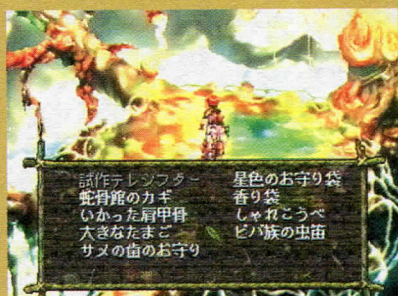 試作テレシフター 星色のお守り袋
蛇骨館のカギ 香り袋
いかった肩甲骨 しゃれこうべ
大きなたまご ビバ族の虫笛
サメの歯のお守り